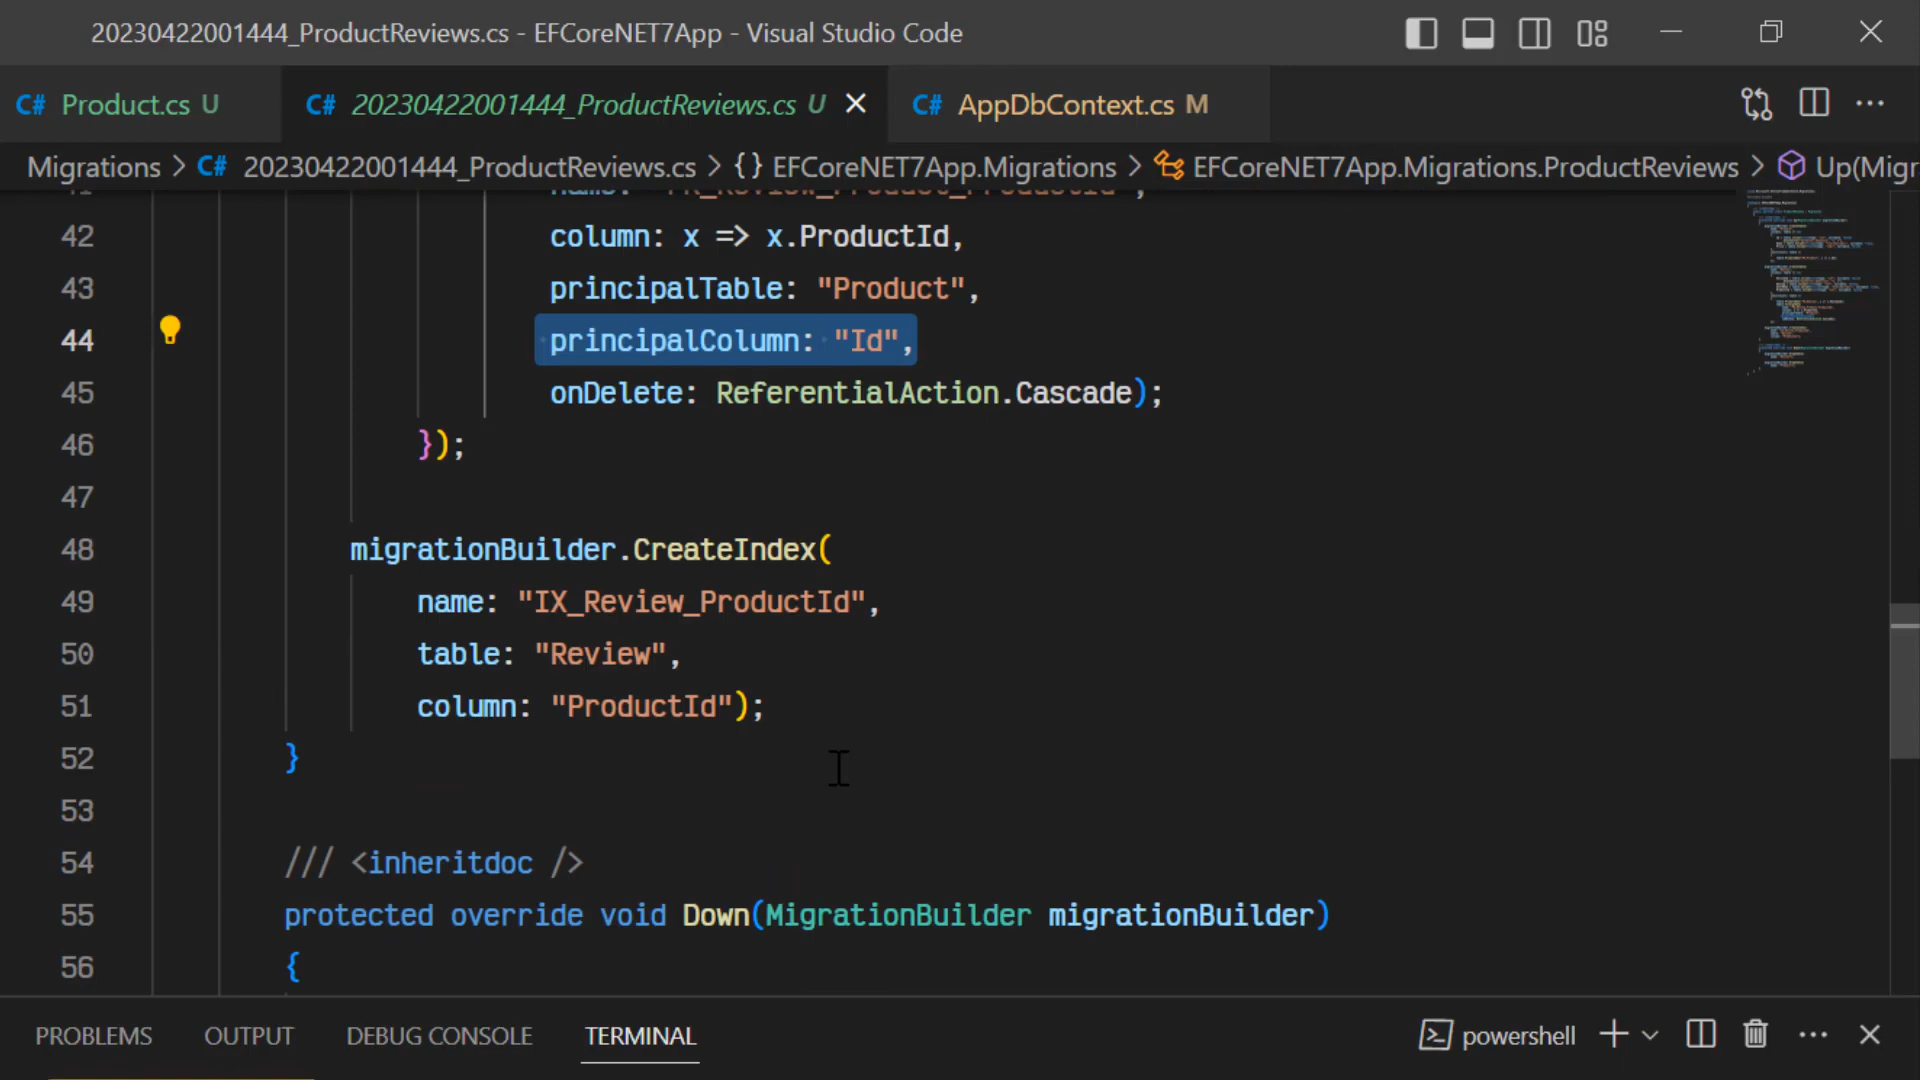 20230422001444_ProductReviews.cs - EFCoreNET7App - Visual Studio Code
C# Product.cs U
C# 20230422001444_ProductReviews.cs U
C# AppDbContext.cs M
Migrations > C# 20230422001444_ProductReviews.cs > {} EFCoreNET7App.Migrations > EFCoreNET7App.Migrations.ProductReviews > Up(Migr
42 column: x => x.ProductId,
43 principalTable: "Product",
44 principalColumn: "Id",
45 onDelete: ReferentialAction.Cascade);
46 });
47
48 migrationBuilder.CreateIndex(
49 name: "IX_Review_ProductId",
50 table: "Review",
51 column: "ProductId");
52 }
53
54 /// <inheritdoc />
55 protected override void Down(MigrationBuilder migrationBuilder)
56 {
PROBLEMS OUTPUT DEBUG CONSOLE TERMINAL
powershell